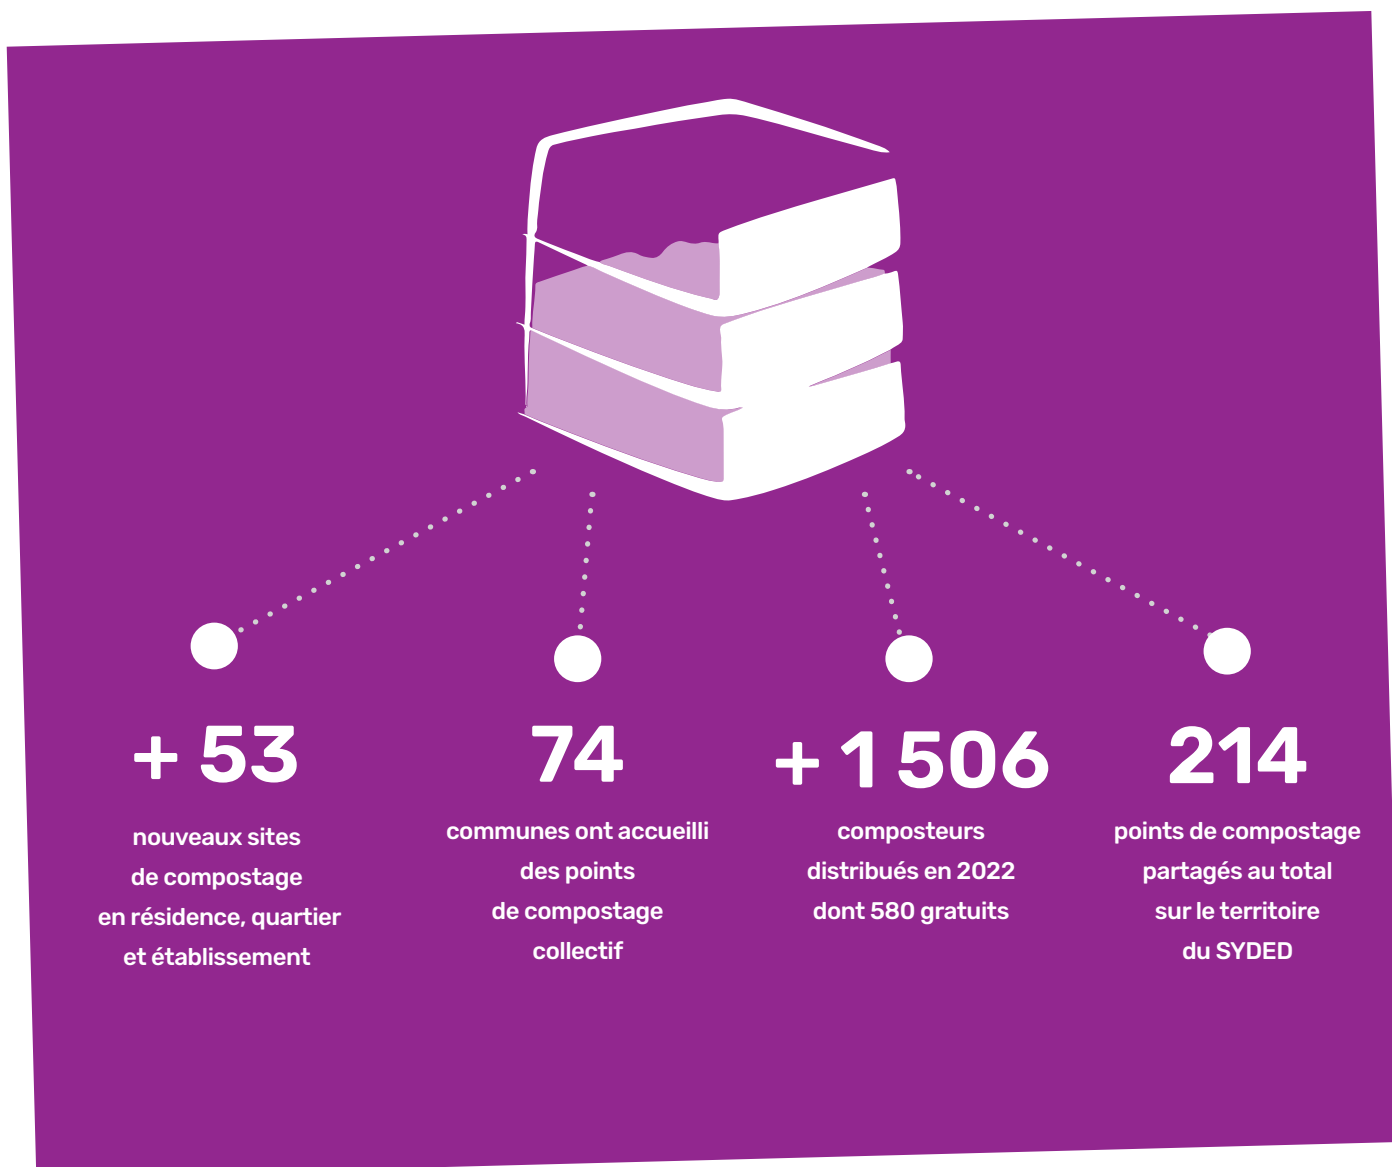 + 53
nouveaux sites
de compostage
en résidence, quartier
et établissement
74
communes ont accueilli
des points
de compostage
collectif
+ 1 506
composteurs
distribués en 2022
dont 580 gratuits
214
points de compostage
partagés au total
sur le territoire
du SYDED